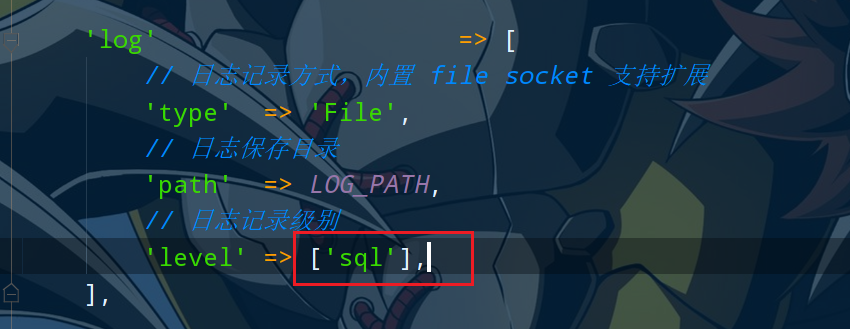 'log' => [
// 日志记录方式，内置 file socket 支持扩展
'type' => 'File',
// 日志保存目录
'path' => LOG_PATH,
// 日志记录级别
'level' => ['sql'],
],